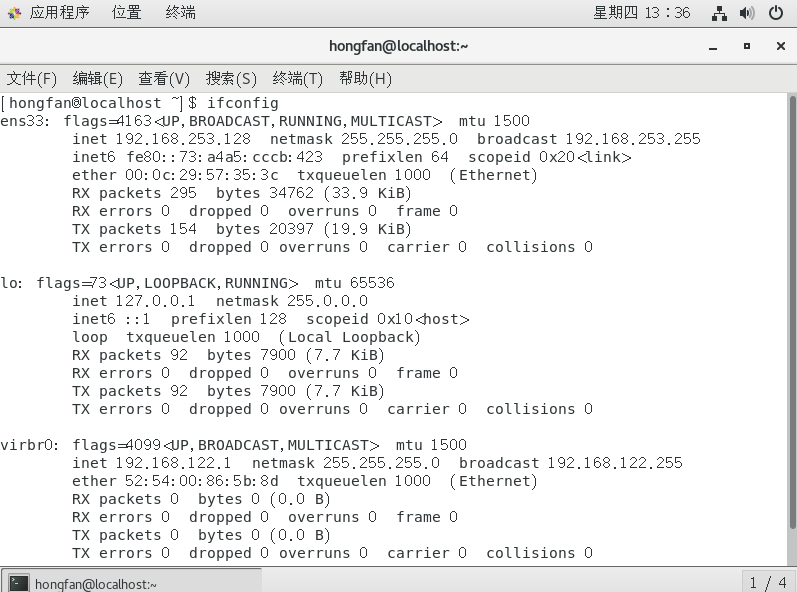 应用程序 位置 终端 星期四 13：36
hongfan@localhost:~
文件(F) 编辑(E) 查看(V) 搜索(S) 终端(T) 帮助(H)
[hongfan@localhost ~]$ ifconfig
ens33: flags=4163<UP,BROADCAST,RUNNING,MULTICAST>  mtu 1500
        inet 192.168.253.128  netmask 255.255.255.0  broadcast 192.168.253.255
        inet6 fe80::73:a4a5:cccb:423  prefixlen 64  scopeid 0x20<link>
        ether 00:0c:29:57:35:3c  txqueuelen 1000  (Ethernet)
        RX packets 295  bytes 34762 (33.9 KiB)
        RX errors 0  dropped 0  overruns 0  frame 0
        TX packets 154  bytes 20397 (19.9 KiB)
        TX errors 0  dropped 0 overruns 0  carrier 0  collisions 0
lo: flags=73<UP,LOOPBACK,RUNNING>  mtu 65536
        inet 127.0.0.1  netmask 255.0.0.0
        inet6 ::1  prefixlen 128  scopeid 0x10<host>
        loop  txqueuelen 1000  (Local Loopback)
        RX packets 92  bytes 7900 (7.7 KiB)
        RX errors 0  dropped 0  overruns 0  frame 0
        TX packets 92  bytes 7900 (7.7 KiB)
        TX errors 0  dropped 0 overruns 0  carrier 0  collisions 0
virbr0: flags=4099<UP,BROADCAST,MULTICAST>  mtu 1500
        inet 192.168.122.1  netmask 255.255.255.0  broadcast 192.168.122.255
        ether 52:54:00:86:5b:8d  txqueuelen 1000  (Ethernet)
        RX packets 0  bytes 0 (0.0 B)
        RX errors 0  dropped 0  overruns 0  frame 0
        TX packets 0  bytes 0 (0.0 B)
        TX errors 0  dropped 0 overruns 0  carrier 0  collisions 0
hongfan@localhost:~ 1 / 4